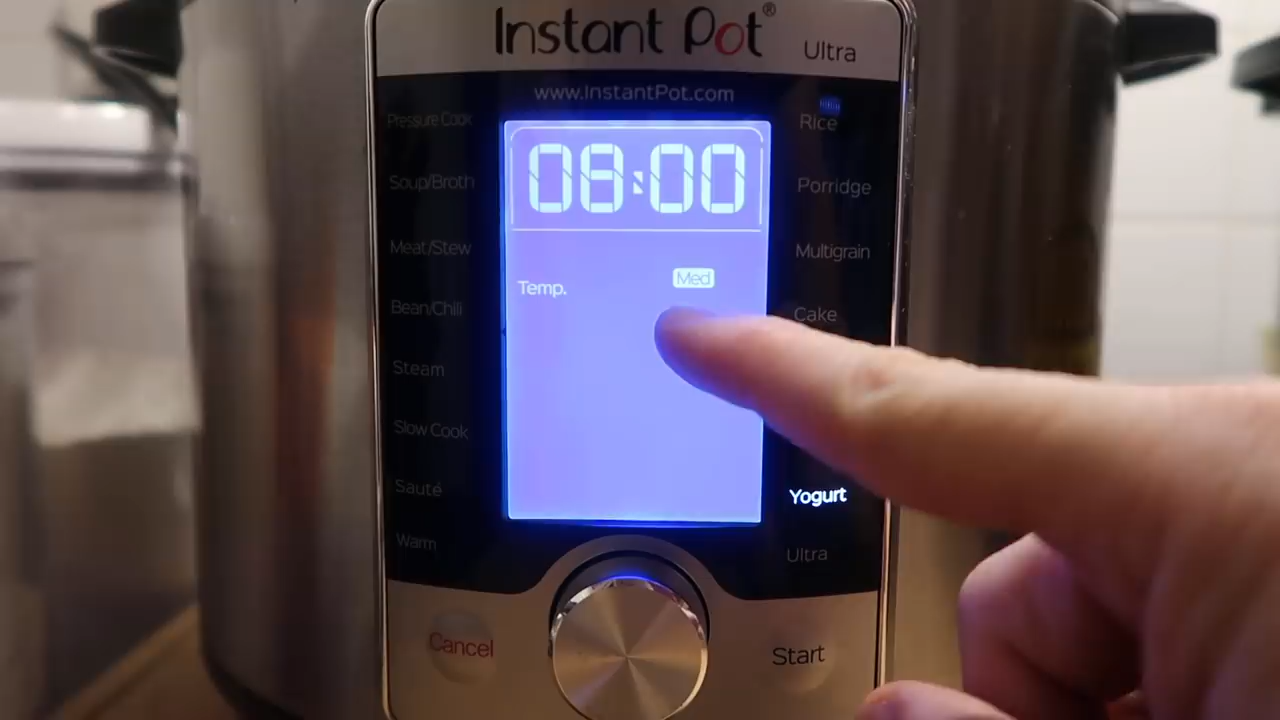 Instant Pot® Ultra
www.InstantPot.com
Pressure Cook
Soup/Broth
Meat/Stew
Bean/Chili
Steam
Slow Cook
Sauté
Warm
08:00
Temp. Med
Rice
Porridge
Multigrain
Cake
Yogurt
Ultra
Cancel
Start